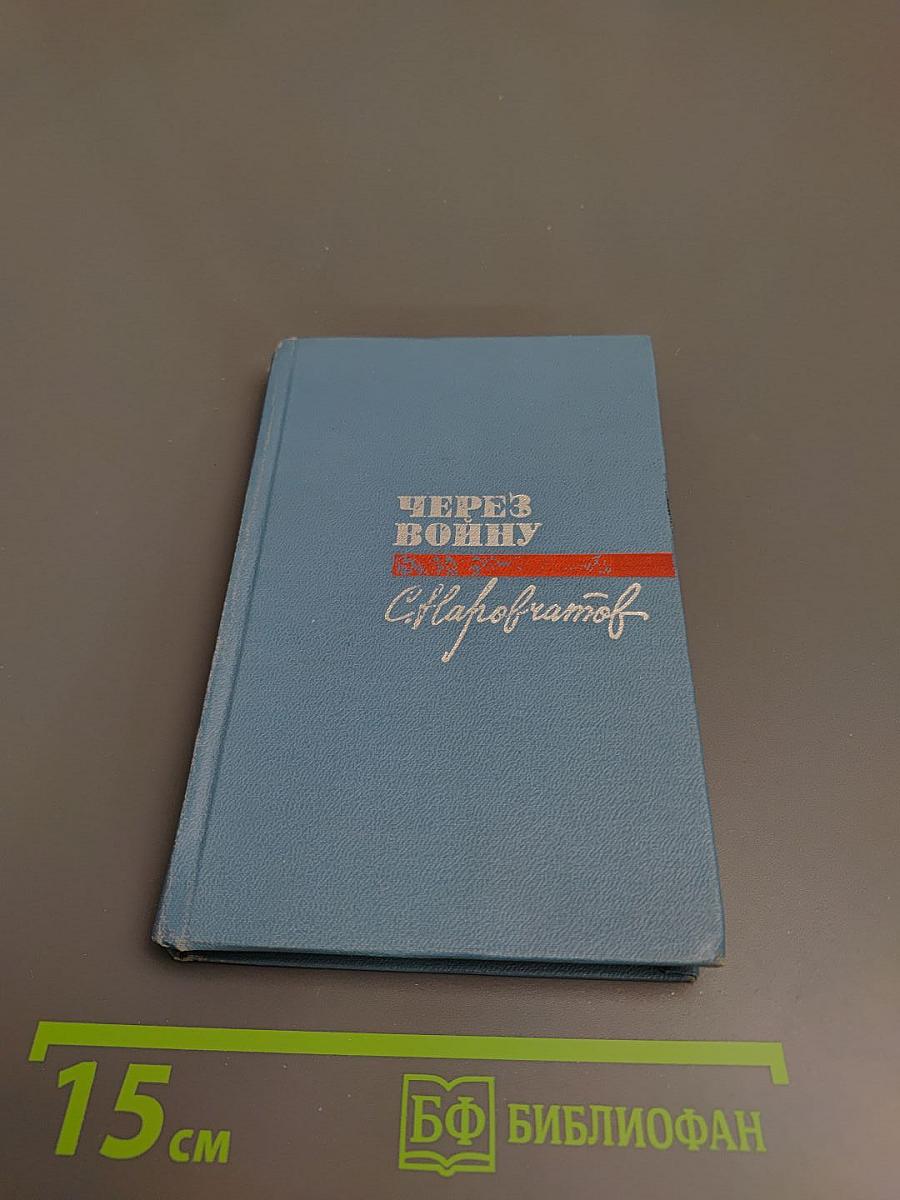 ЧЕРЕЗ
ВОЙНУ
С. Наровчатов
15 см
БФ БИБЛИОФАН